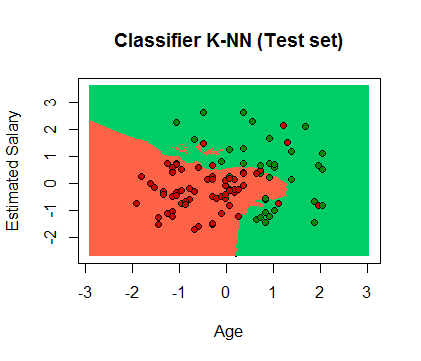 Classifier K-NN (Test set)
Estimated Salary
3
2
1
0
-1
-2
-3 -2 -1 0 1 2 3
Age